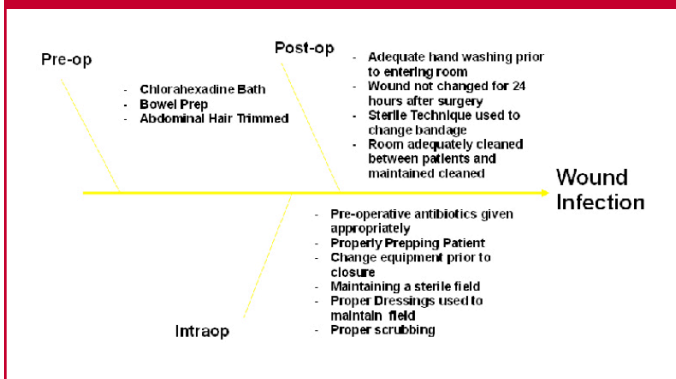 Pre-op
- Chlorahexadine Bath
- Bowel Prep
- Abdominal Hair Trimmed
Post-op
- Adequate hand washing prior
to entering room
- Wound not changed for 24
hours after surgery
- Sterile Technique used to
change bandage
- Room adequately cleaned
between patients and
maintained cleaned
Wound
Infection
- Pre-operative antibiotics given
appropriately
- Properly Prepping Patient
- Change equipment prior to
closure
- Maintaining a sterile field
- Proper Dressings used to
maintain field
- Proper scrubbing
Intraop